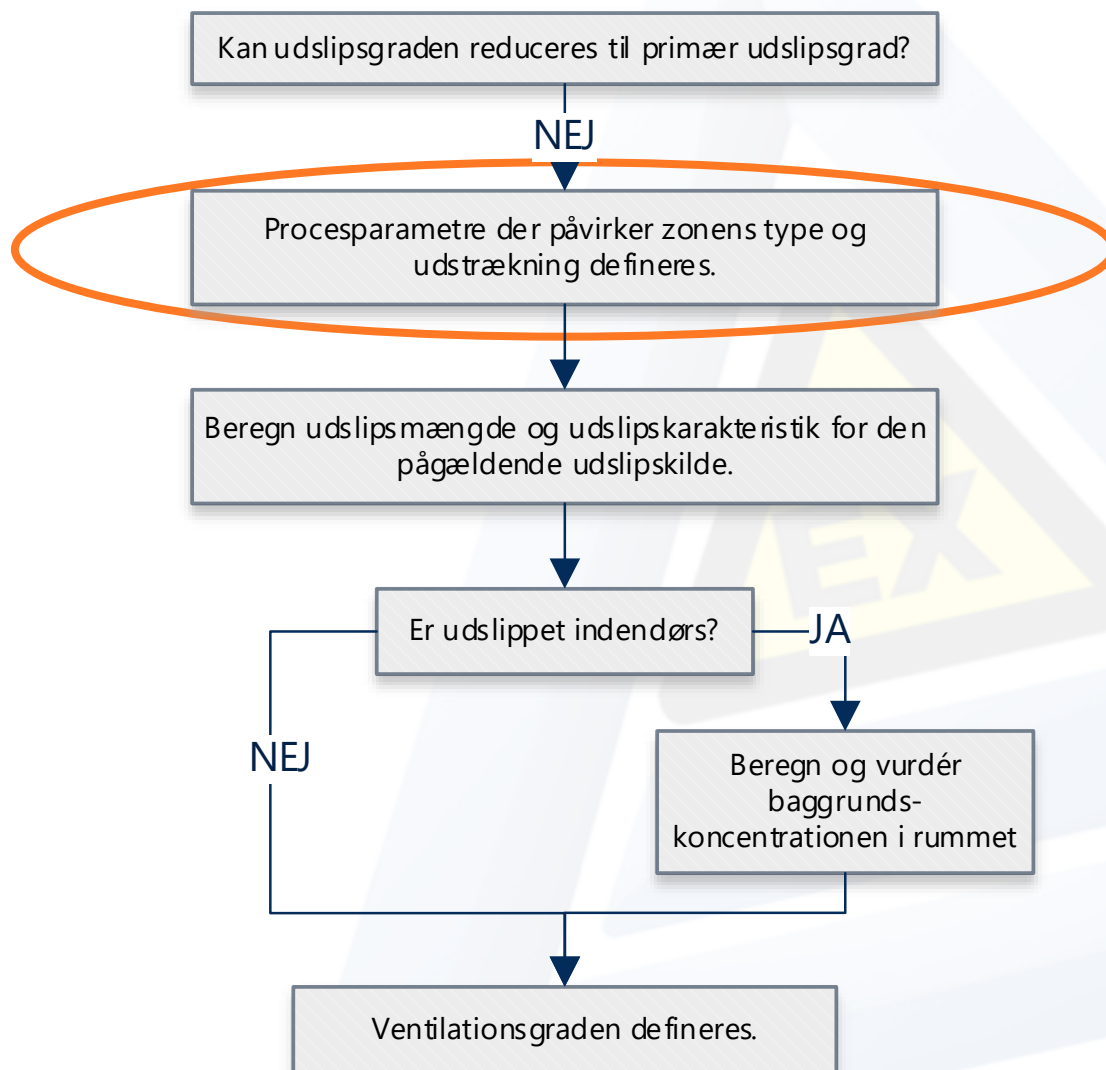 Kan udslipsgraden reduceres til primær udslipsgrad?
NEJ
Procesparametre der påvirker zonens type og
udstrækning defineres.
Beregn udslipsmængde og udslipskarakteristik for den
pågældende udslipskilde.
Er udslippet indendørs?
JA
NEJ
Beregn og vurdér
baggrunds-
koncentrationen i rummet
Ventilationsgraden defineres.
EX